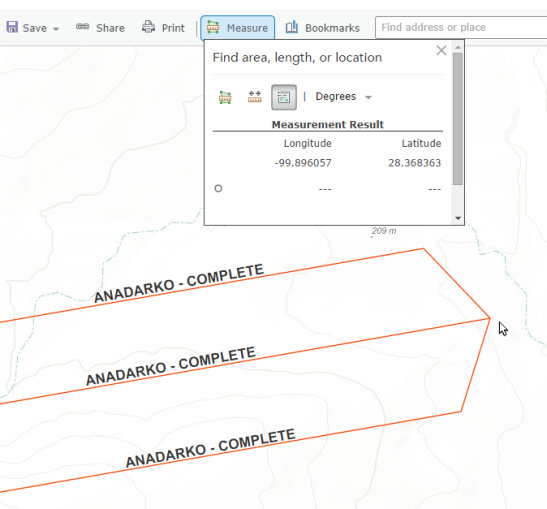 Save Share Print Measure Bookmarks Find address or place
Find area, length, or location
Degrees
Measurement Result
Longitude Latitude
-99.896057 28.368363
--- ---
209 m
ANADARKO - COMPLETE
ANADARKO - COMPLETE
ANADARKO - COMPLETE